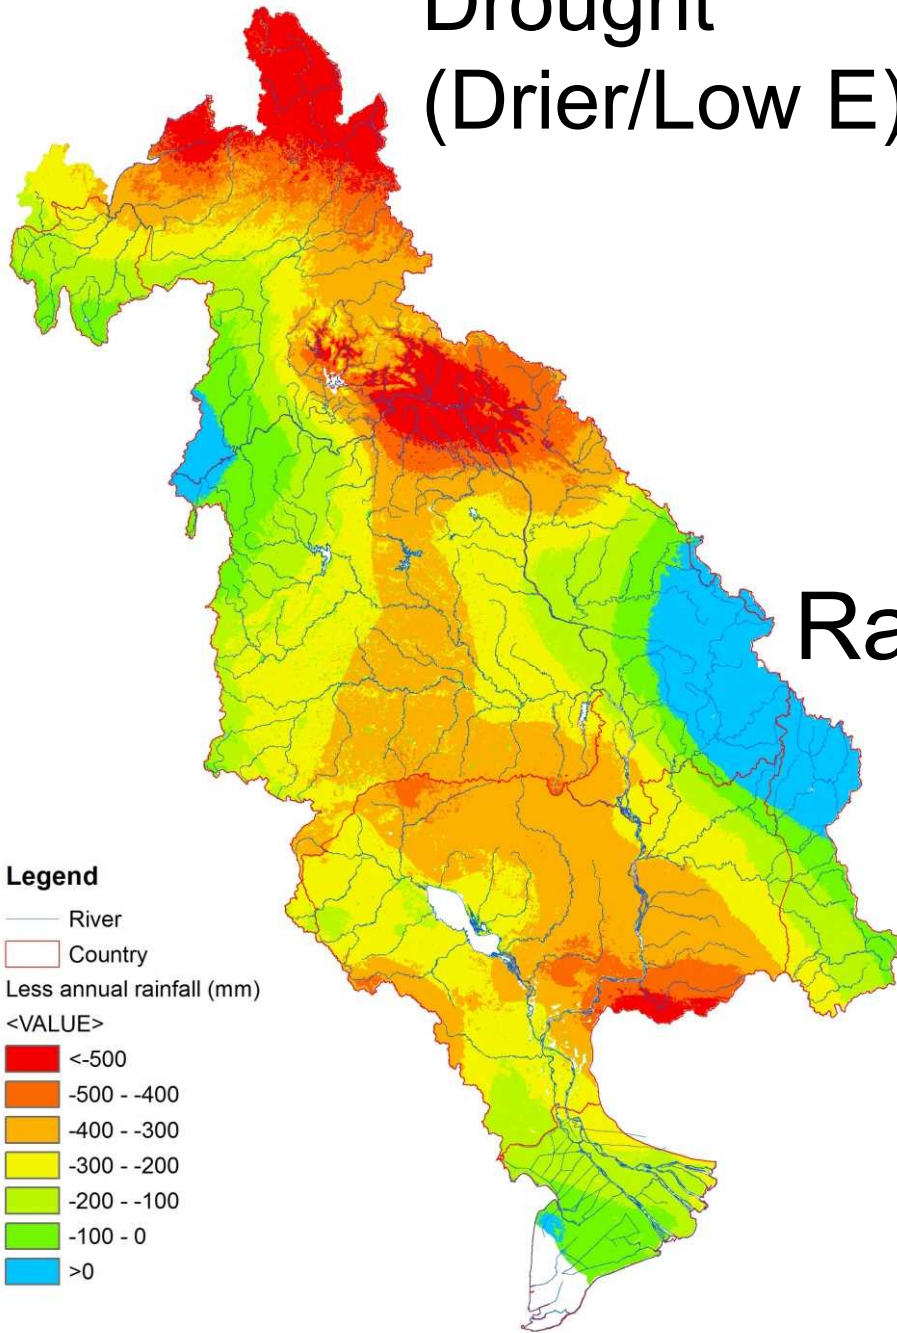 Drought
(Drier/Low E)
Ra
Legend
River
Country
Less annual rainfall (mm)
<VALUE>
<-500
-500 - -400
-400 - -300
-300 - -200
-200 - -100
-100 - 0
>0